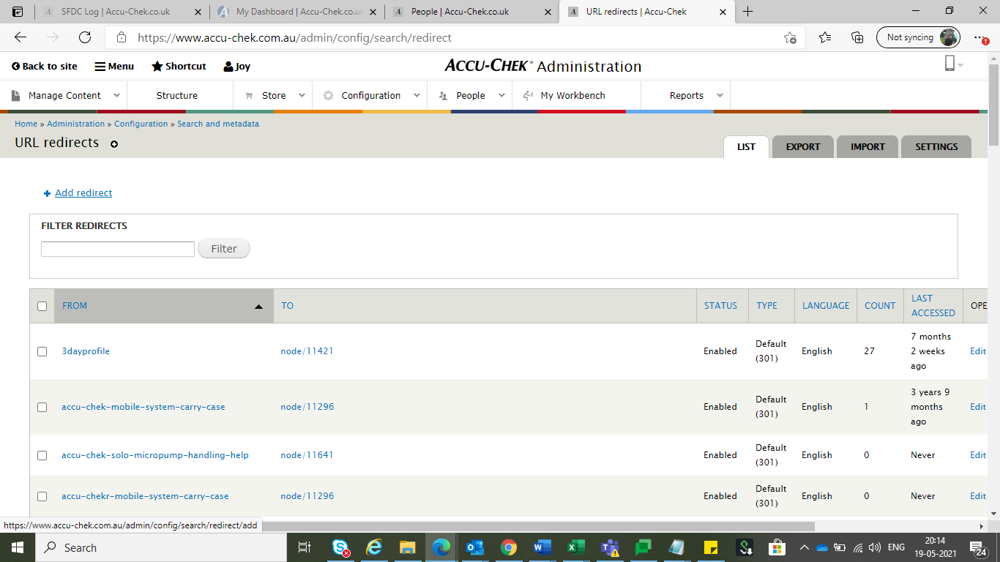 SFDC Log | Accu-Chek.co.uk
My Dashboard | Accu-Chek.co.uk
People | Accu-Chek.co.uk
URL redirects | Accu-Chek
https://www.accu-chek.com.au/admin/config/search/redirect
Not syncing
Back to site
Menu
Shortcut
Joy
ACCU-CHEK® Administration
Manage Content
Structure
Store
Configuration
People
My Workbench
Reports
Home » Administration » Configuration » Search and metadata
URL redirects
LIST
EXPORT
IMPORT
SETTINGS
Add redirect
FILTER REDIRECTS
Filter
FROM TO STATUS TYPE LANGUAGE COUNT LAST ACCESSED OPE
3dayprofile node/11421 Enabled Default (301) English 27 7 months 2 weeks ago Edit
accu-chek-mobile-system-carry-case node/11296 Enabled Default (301) English 1 3 years 9 months ago Edit
accu-chek-solo-micropump-handling-help node/11641 Enabled Default (301) English 0 Never Edit
accu-chekr-mobile-system-carry-case node/11296 Enabled Default (301) English 0 Never Edit
https://www.accu-chek.com.au/admin/config/search/redirect/add
Search
ENG
20:14
19-05-2021
24